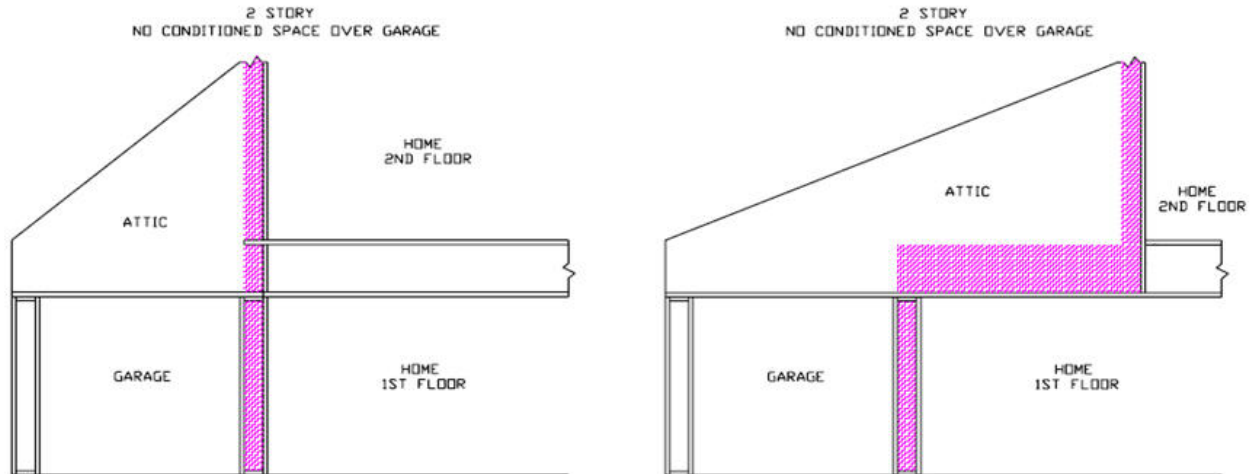 2 STORY
NO CONDITIONED SPACE OVER GARAGE
HOME
2ND FLOOR
ATTIC
GARAGE
HOME
1ST FLOOR
2 STORY
NO CONDITIONED SPACE OVER GARAGE
ATTIC
HOME
2ND FLOOR
GARAGE
HOME
1ST FLOOR